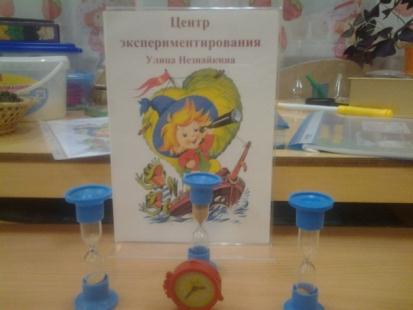 Центр
экспериментирования
Улица Незнайкина